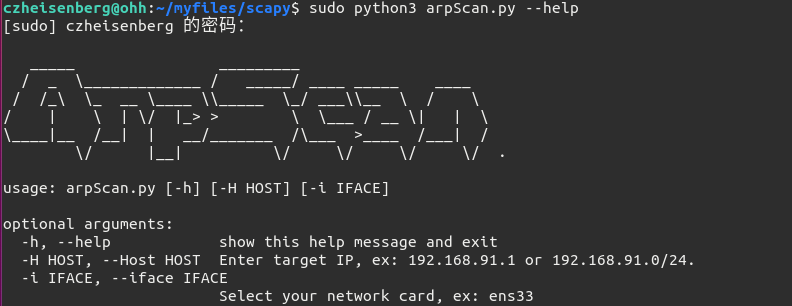 czheisenberg@ohh:~/myfiles/scapy$ sudo python3 arpScan.py --help
[sudo] czheisenberg 的密码：
ArpScan
usage: arpScan.py [-h] [-H HOST] [-i IFACE]
optional arguments:
-h, --help show this help message and exit
-H HOST, --Host HOST Enter target IP, ex: 192.168.91.1 or 192.168.91.0/24.
-i IFACE, --iface IFACE
Select your network card, ex: ens33